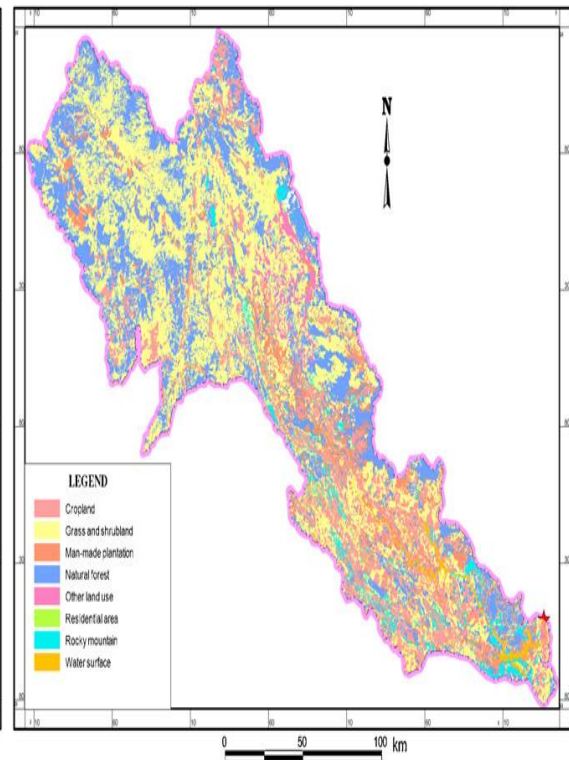 N
LEGEND
Cropland
Grass and shrubland
Man-made plantation
Natural forest
Other land use
Residential area
Rocky mountain
Water surface
0 50 100 km